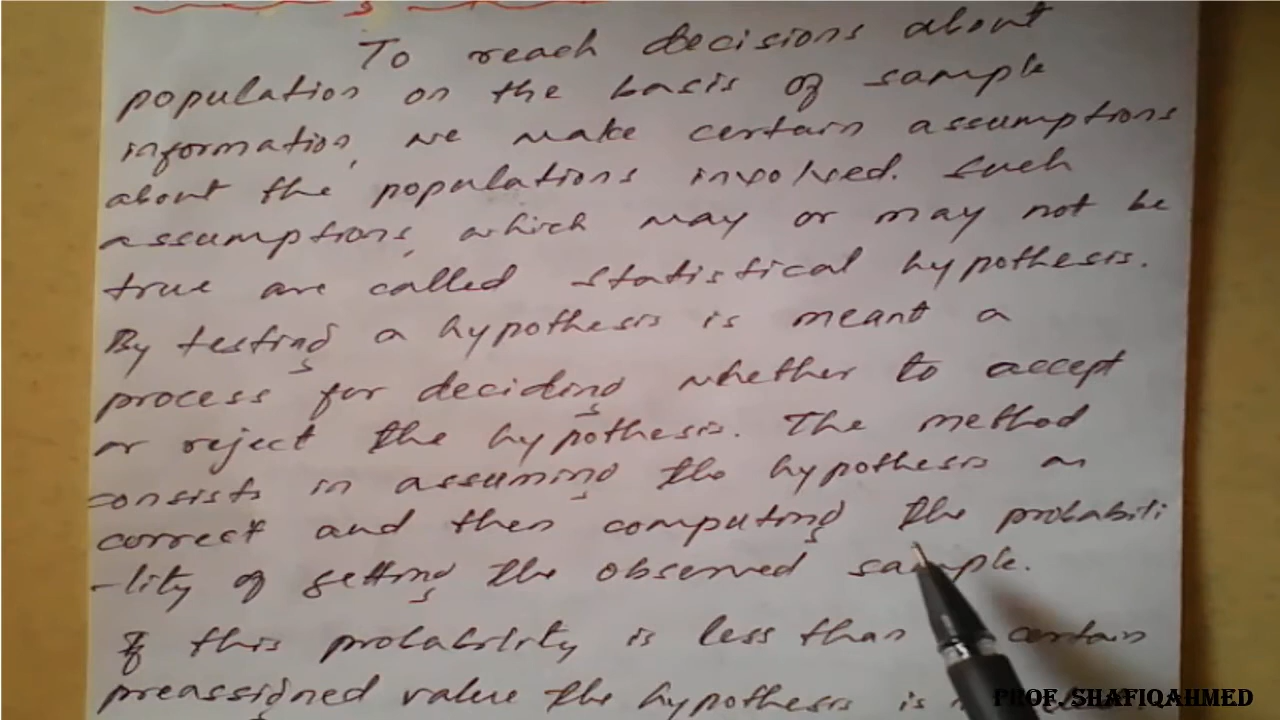 To reach decisions about
population on the basis of sample
information, we make certain assumptions
about the populations involved. Such
assumptions, which may or may not be
true are called statistical hypothesis.
By testing a hypothesis is meant a
process for deciding whether to accept
or reject the hypothesis. The method
consists in assuming the hypothesis as
correct and then computing the probabili
-lity of getting the observed sample.
If this probability is less than certain
preassigned value the hypothesis is
PROF. SHAFIQAHMED